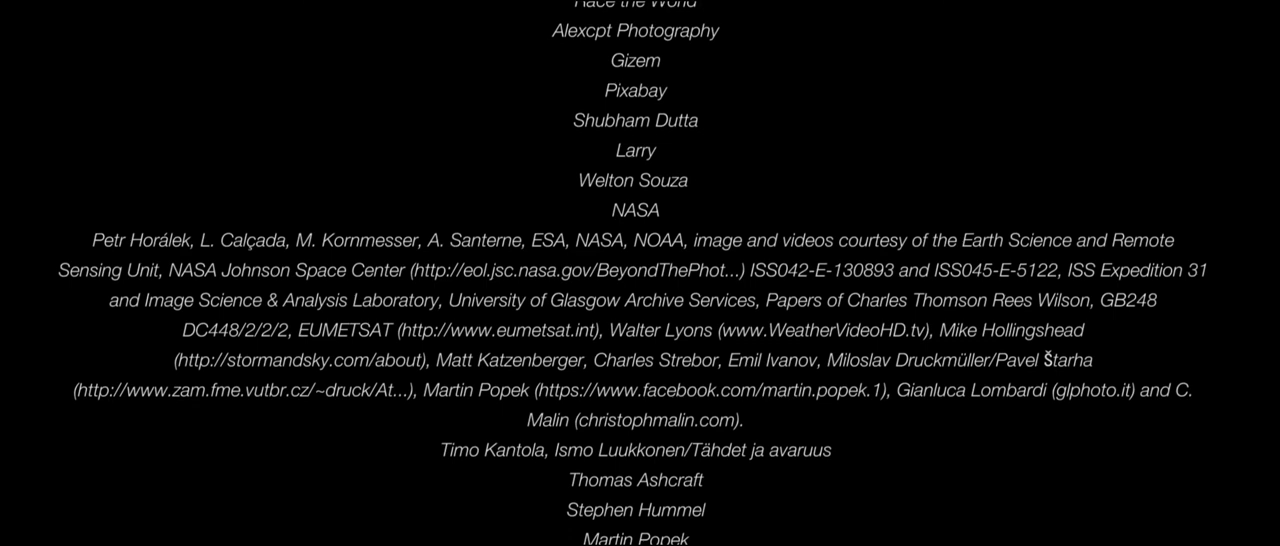 Race the World
Alexcpt Photography
Gizem
Pixabay
Shubham Dutta
Larry
Welton Souza
NASA
Petr Horálek, L. Calçada, M. Kornmesser, A. Santerne, ESA, NASA, NOAA, image and videos courtesy of the Earth Science and Remote
Sensing Unit, NASA Johnson Space Center (http://eol.jsc.nasa.gov/BeyondThePhot...) ISS042-E-130893 and ISS045-E-5122, ISS Expedition 31
and Image Science & Analysis Laboratory, University of Glasgow Archive Services, Papers of Charles Thomson Rees Wilson, GB248
DC448/2/2/2, EUMETSAT (http://www.eumetsat.int), Walter Lyons (www.WeatherVideoHD.tv), Mike Hollingshead
(http://stormandsky.com/about), Matt Katzenberger, Charles Strebor, Emil Ivanov, Miloslav Druckmüller/Pavel Štarha
(http://www.zam.fme.vutbr.cz/~druck/At...), Martin Popek (https://www.facebook.com/martin.popek.1), Gianluca Lombardi (glphoto.it) and C.
Malin (christophmalin.com).
Timo Kantola, Ismo Luukkonen/Tähdet ja avaruus
Thomas Ashcraft
Stephen Hummel
Martin Popek